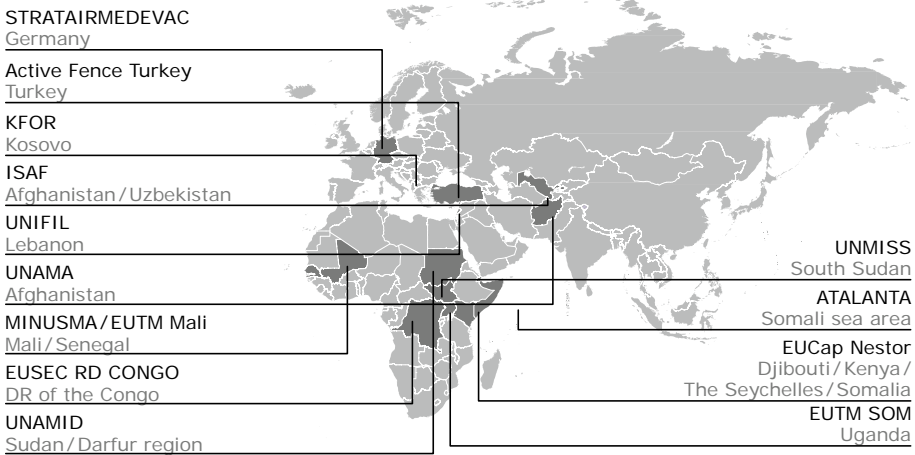 STRATAIRMEDEVAC
Germany
Active Fence Turkey
Turkey
KFOR
Kosovo
ISAF
Afghanistan/Uzbekistan
UNIFIL
Lebanon
UNAMA
Afghanistan
MINUSMA/EUTM Mali
Mali/Senegal
EUSEC RD CONGO
DR of the Congo
UNAMID
Sudan/Darfur region
UNMISS
South Sudan
ATALANTA
Somali sea area
EUCap Nestor
Djibouti/Kenya/
The Seychelles/Somalia
EUTM SOM
Uganda